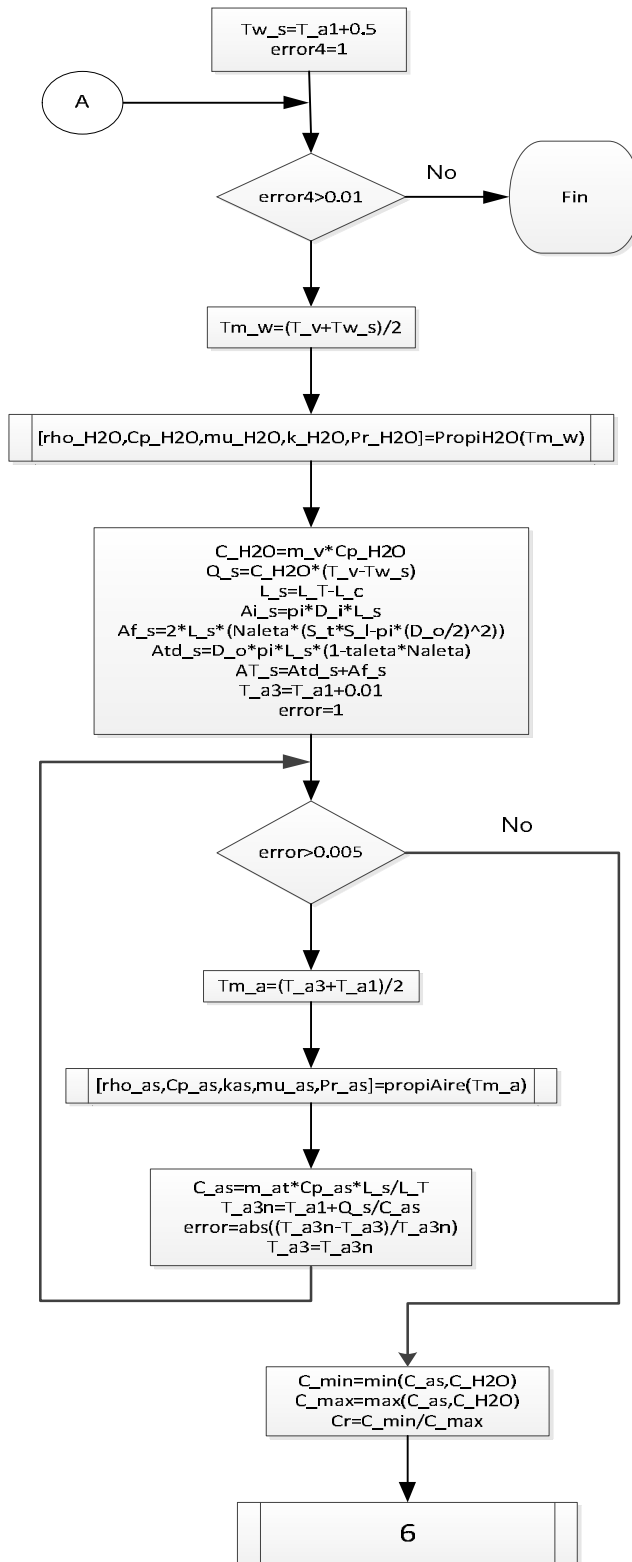 Tw_s=T_a1+0.5
error4=1
A
error4>0.01
No
Fin
Tm_w=(T_v+Tw_s)/2
[rho_H2O,Cp_H2O,mu_H2O,k_H2O,Pr_H2O]=PropiH2O(Tm_w)
C_H2O=m_v*Cp_H2O
Q_s=C_H2O*(T_v-Tw_s)
L_s=L_T-L_c
Ai_s=pi*D_i*L_s
Af_s=2*L_s*(Naleta*(S_t*S_l-pi*(D_o/2)^2))
Atd_s=D_o*pi*L_s*(1-taleta*Naleta)
AT_s=Atd_s+Af_s
T_a3=T_a1+0.01
error=1
error>0.005
No
Tm_a=(T_a3+T_a1)/2
[rho_as,Cp_as,kas,mu_as,Pr_as]=propiAire(Tm_a)
C_as=m_at*Cp_as*L_s/L_T
T_a3n=T_a1+Q_s/C_as
error=abs((T_a3n-T_a3)/T_a3n)
T_a3=T_a3n
C_min=min(C_as,C_H2O)
C_max=max(C_as,C_H2O)
Cr=C_min/C_max
6